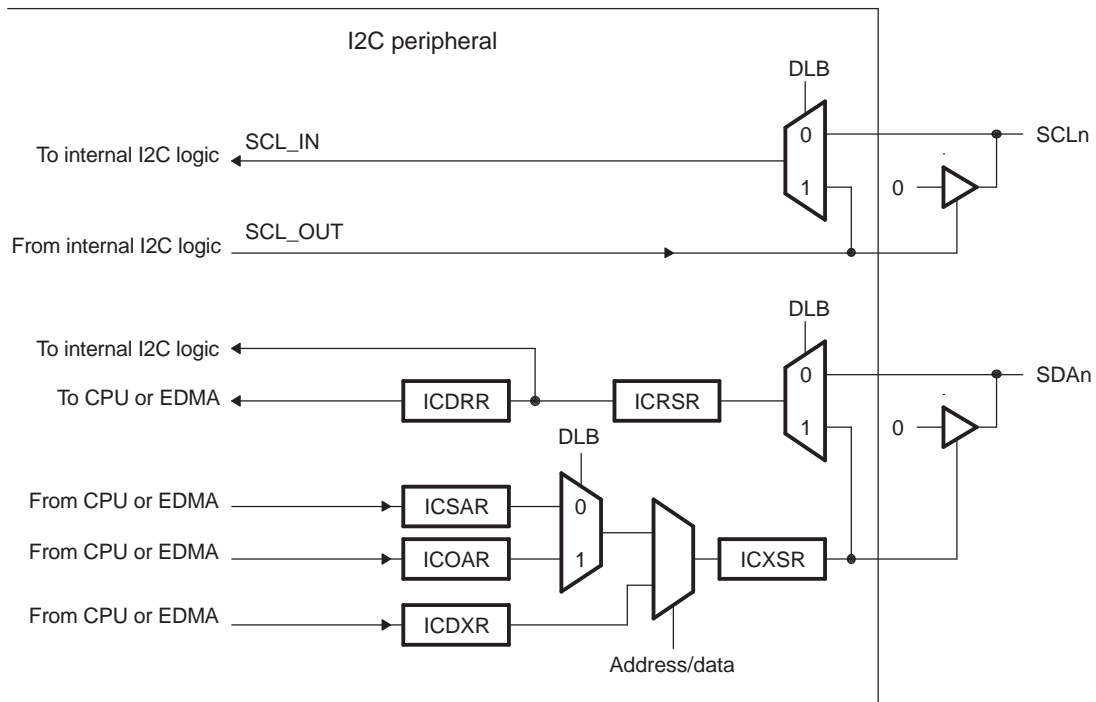 I2C peripheral
DLB
0
SCLn
To internal I2C logic
SCL_IN
1
0
From internal I2C logic
SCL_OUT
DLB
To internal I2C logic
0
SDAn
To CPU or EDMA
ICDRR
ICRSR
1
0
DLB
From CPU or EDMA
ICSAR
0
From CPU or EDMA
ICOAR
1
ICXSR
From CPU or EDMA
ICDXR
Address/data